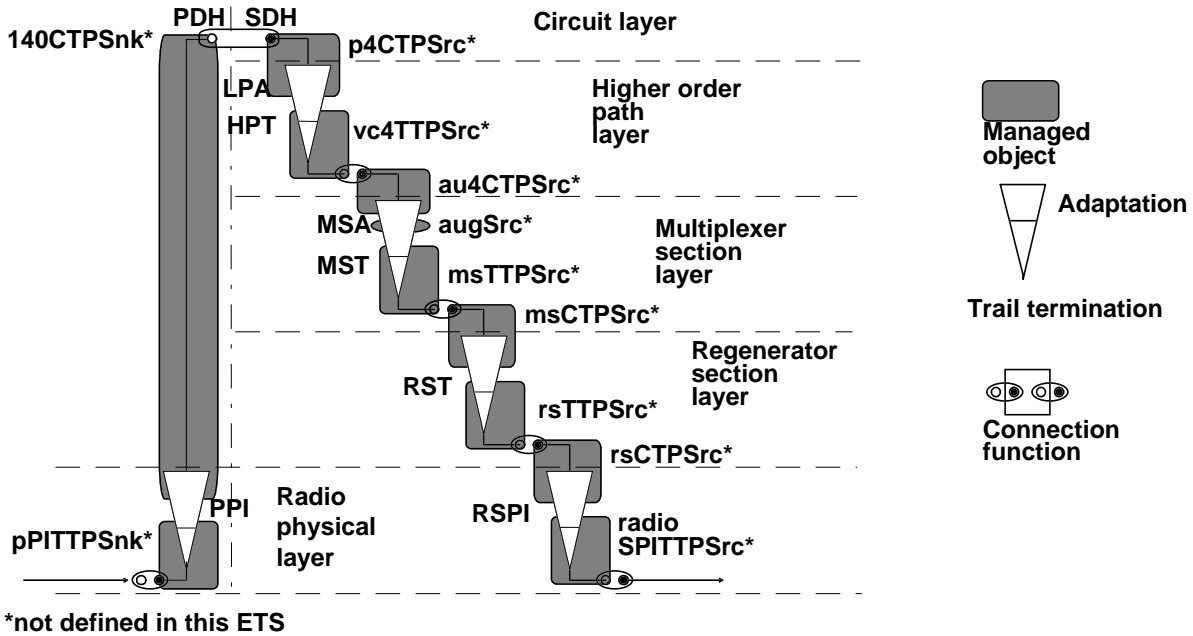 PDH SDH
Circuit layer
140CTPSnk*
p4CTPSrc*
LPA
Higher order
path
layer
HPT
vc4TTPSrc*
au4CTPSrc*
MSA
augSrc*
Multiplexer
section
layer
MST
msTTPSrc*
msCTPSrc*
Regenerator
section
layer
RST
rsTTPSrc*
rsCTPSrc*
PPI
Radio
physical
layer
RSPI
radio
SPITTPSrc*
pPITTPSnk*
Managed
object
Adaptation
Trail termination
Connection
function
*not defined in this ETS